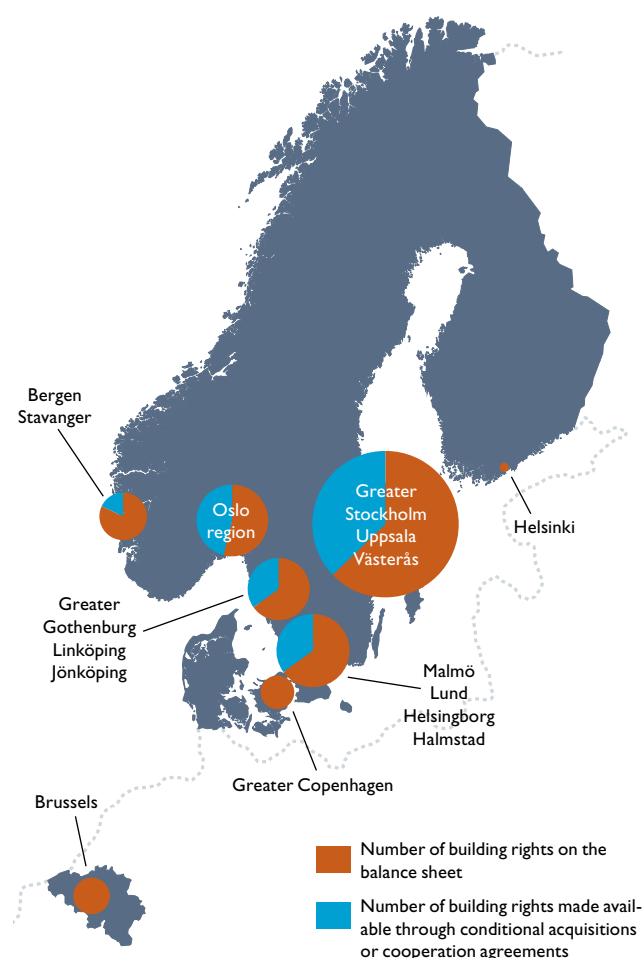 Bergen
Stavanger
Oslo
region
Greater
Stockholm
Uppsala
Västerås
Helsinki
Greater
Gothenburg
Linköping
Jönköping
Malmö
Lund
Helsingborg
Halmstad
Greater Copenhagen
Brussels
Number of building rights on the
balance sheet
Number of building rights made avail-
able through conditional acquisitions
or cooperation agreements